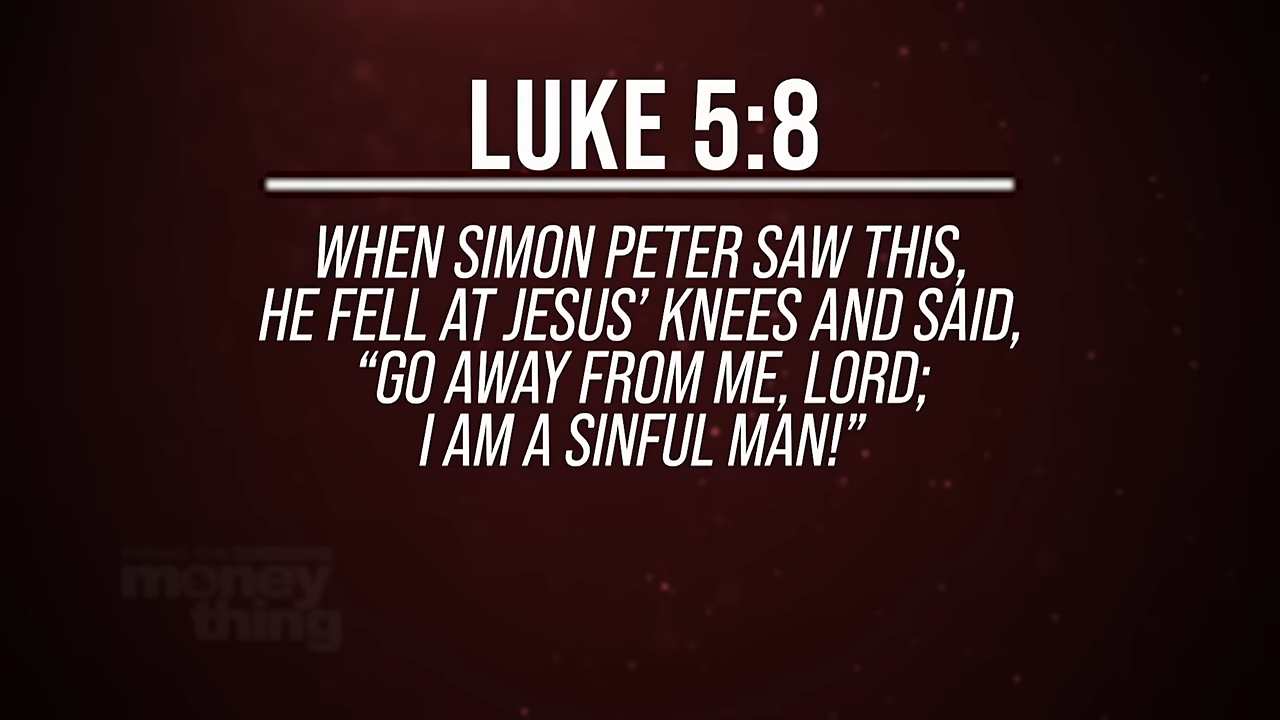 LUKE 5:8
WHEN SIMON PETER SAW THIS,
HE FELL AT JESUS’ KNEES AND SAID,
“GO AWAY FROM ME, LORD;
I AM A SINFUL MAN!”
money
thing